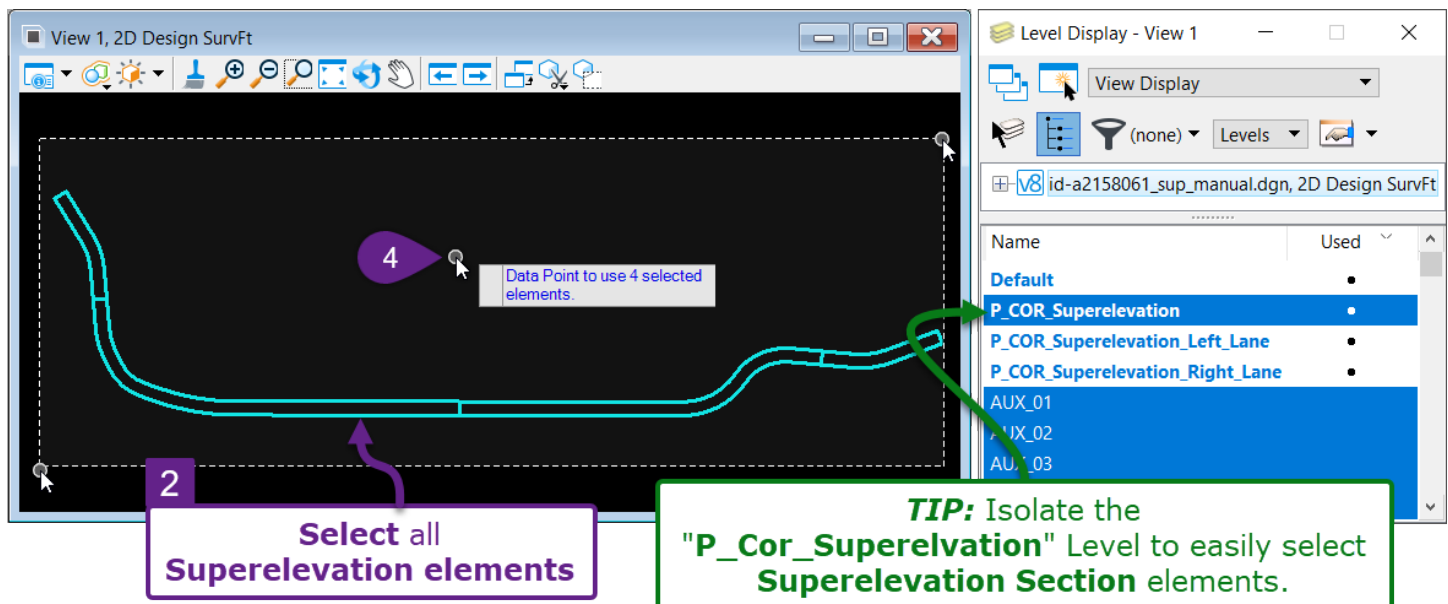 View 1, 2D Design SurvFt
4
Data Point to use 4 selected
elements.
2
Select all
Superelevation elements
Level Display - View 1
View Display
(none)
Levels
V8 id-a2158061_sup_manual.dgn, 2D Design SurvFt
Name Used
Default
P_COR_Superelevation
P_COR_Superelevation_Left_Lane
P_COR_Superelevation_Right_Lane
AUX_01
AUX_02
AUX_03
TIP: Isolate the
"P_Cor_Superelvation" Level to easily select
Superelevation Section elements.